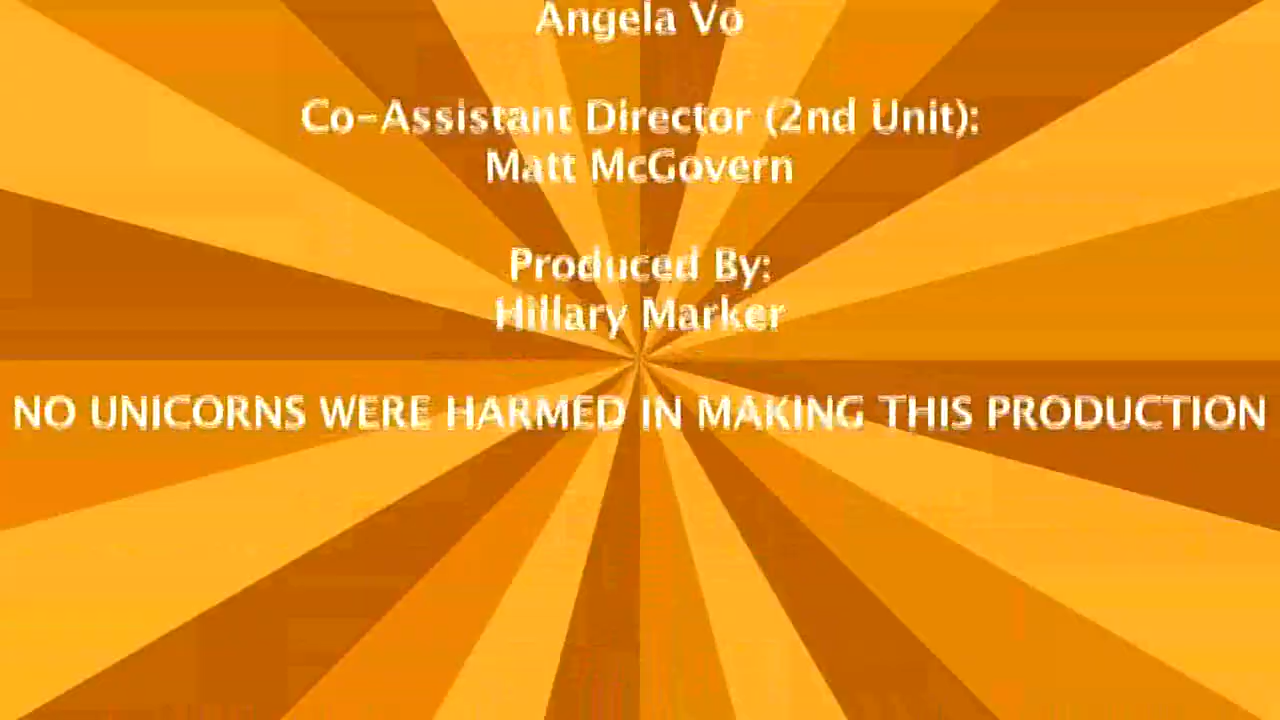 Angela Vo
Co-Assistant Director (2nd Unit):
Matt McGovern
Produced By:
Hillary Marker
NO UNICORNS WERE HARMED IN MAKING THIS PRODUCTION